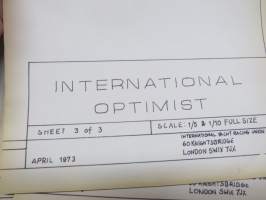 INTERNATIONAL
OPTIMIST
SHEET 3 of 3
SCALE: 1/5 & 1/10 FULL SIZE
APRIL 1973
INTERNATIONAL YACHT RACING UNION
60 KNIGHTSBRIDGE
LONDON SW1X 7JX
60 KNIGHTSBRIDGE
LONDON SW1X 7JX